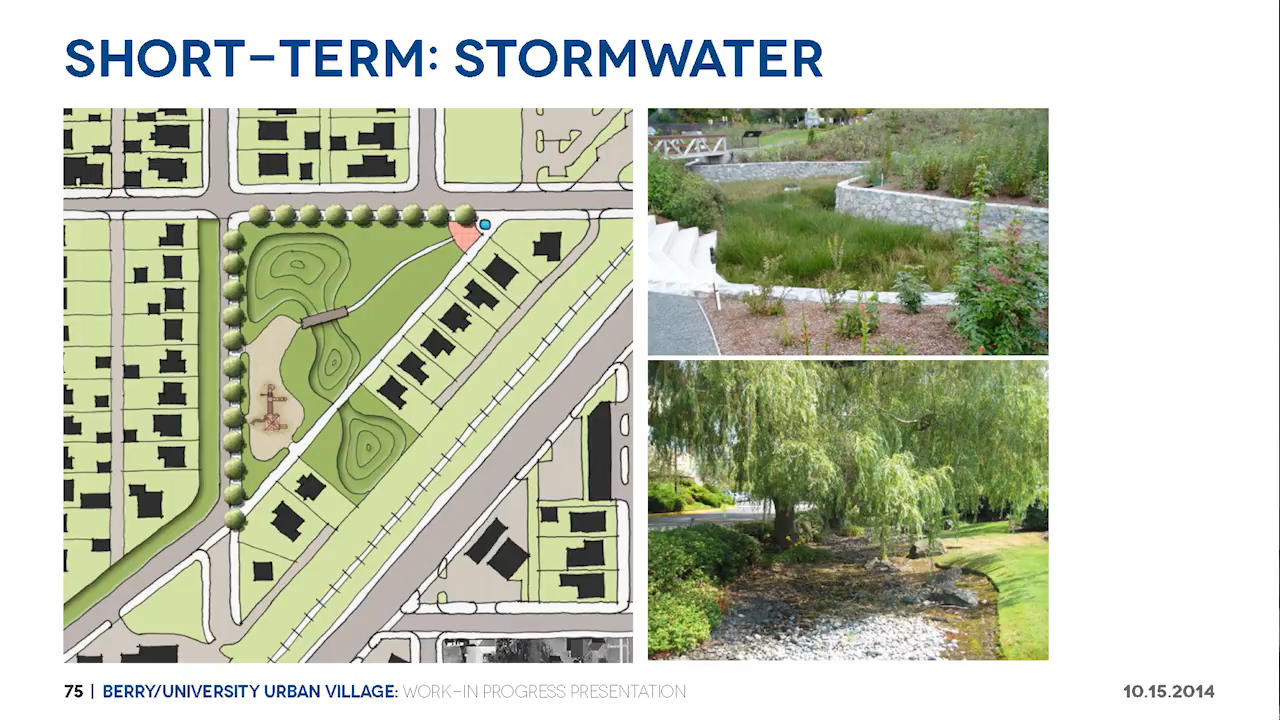 SHORT-TERM: STORMWATER
75 | BERRY/UNIVERSITY URBAN VILLAGE: WORK-IN PROGRESS PRESENTATION
10.15.2014